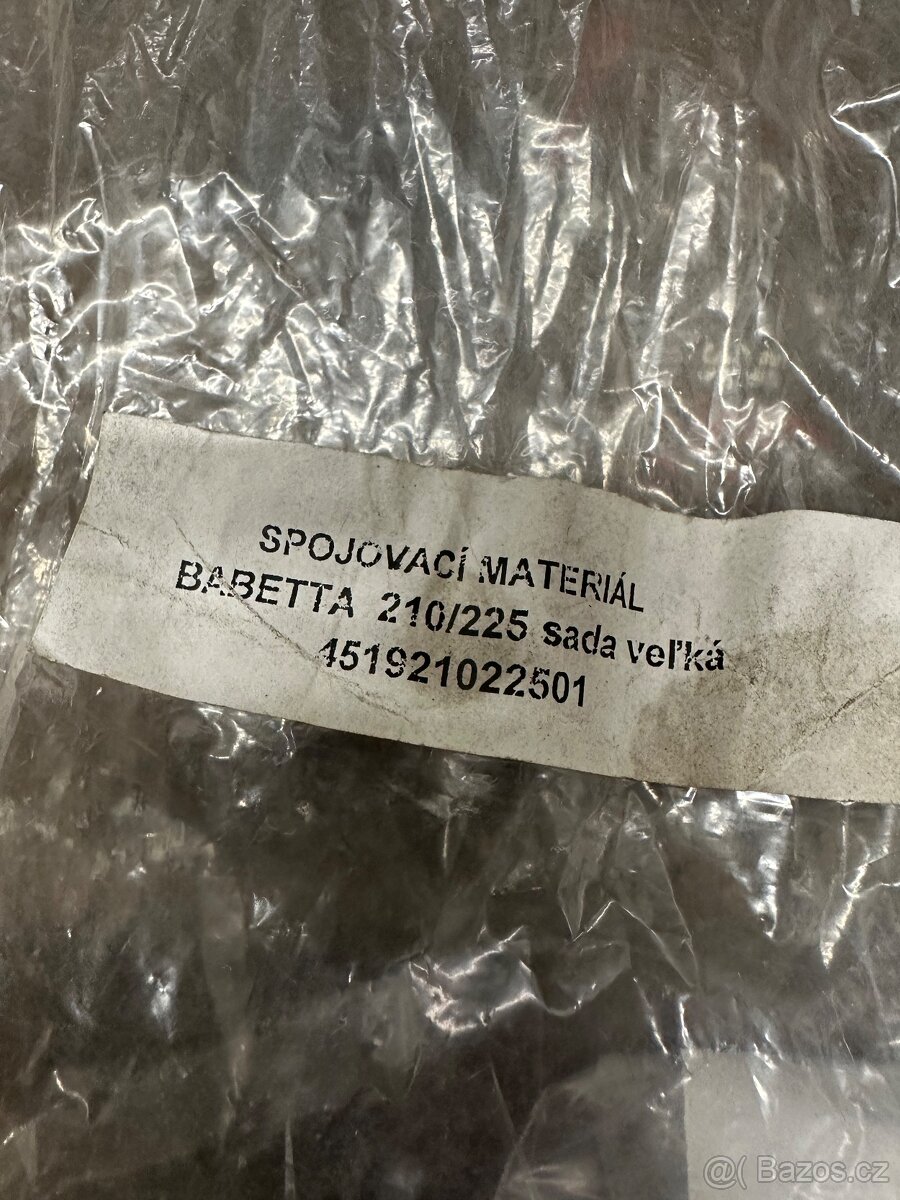 SPOJOVACÍ MATERIÁL
BABETTA 210/225 sada veľká
451921022501
@( Bazos.cz